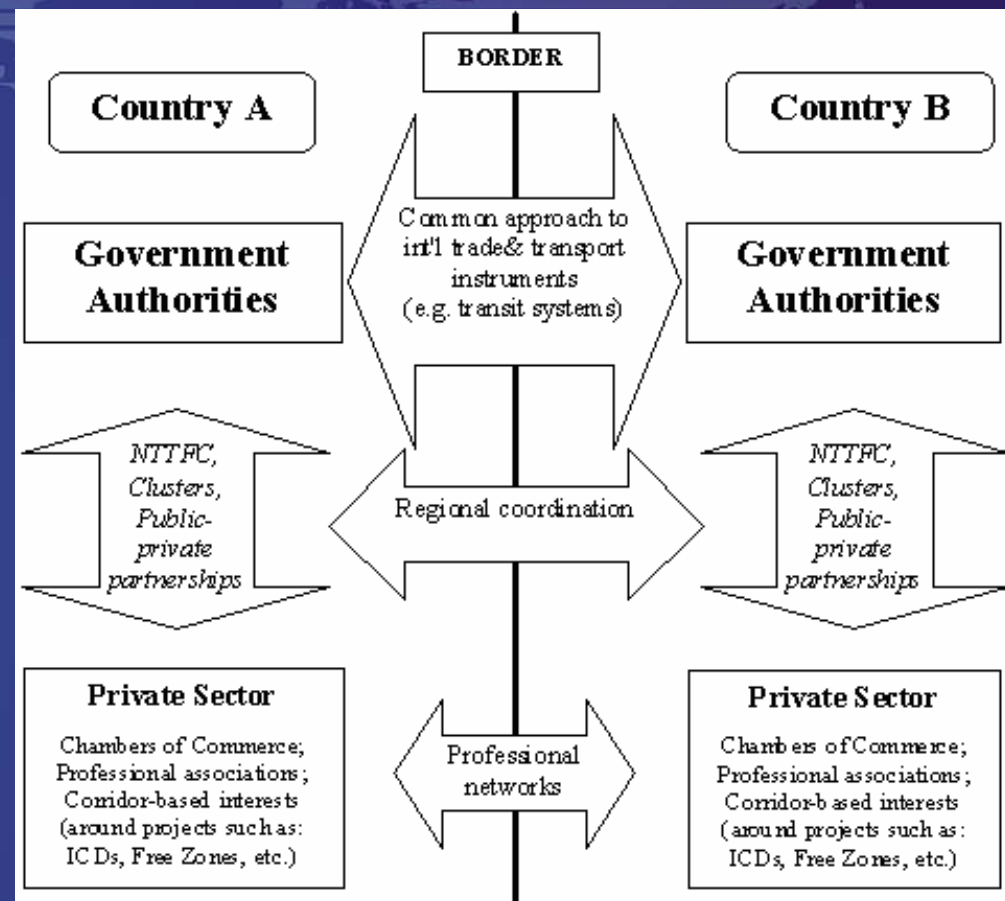 BORDER
Country A
Country B
Government
Authorities
Common approach to
int'l trade& transport
instruments
(e.g. transit systems)
Government
Authorities
NTTFC,
Clusters,
Public-
private
partnerships
Regional coordination
NTTFC,
Clusters,
Public-
private
partnerships
Private Sector
Chambers of Commerce;
Professional associations;
Corridor-based interests
(around projects such as:
ICDs, Free Zones, etc.)
Professional
networks
Private Sector
Chambers of Commerce;
Professional associations;
Corridor-based interests
(around projects such as:
ICDs, Free Zones, etc.)